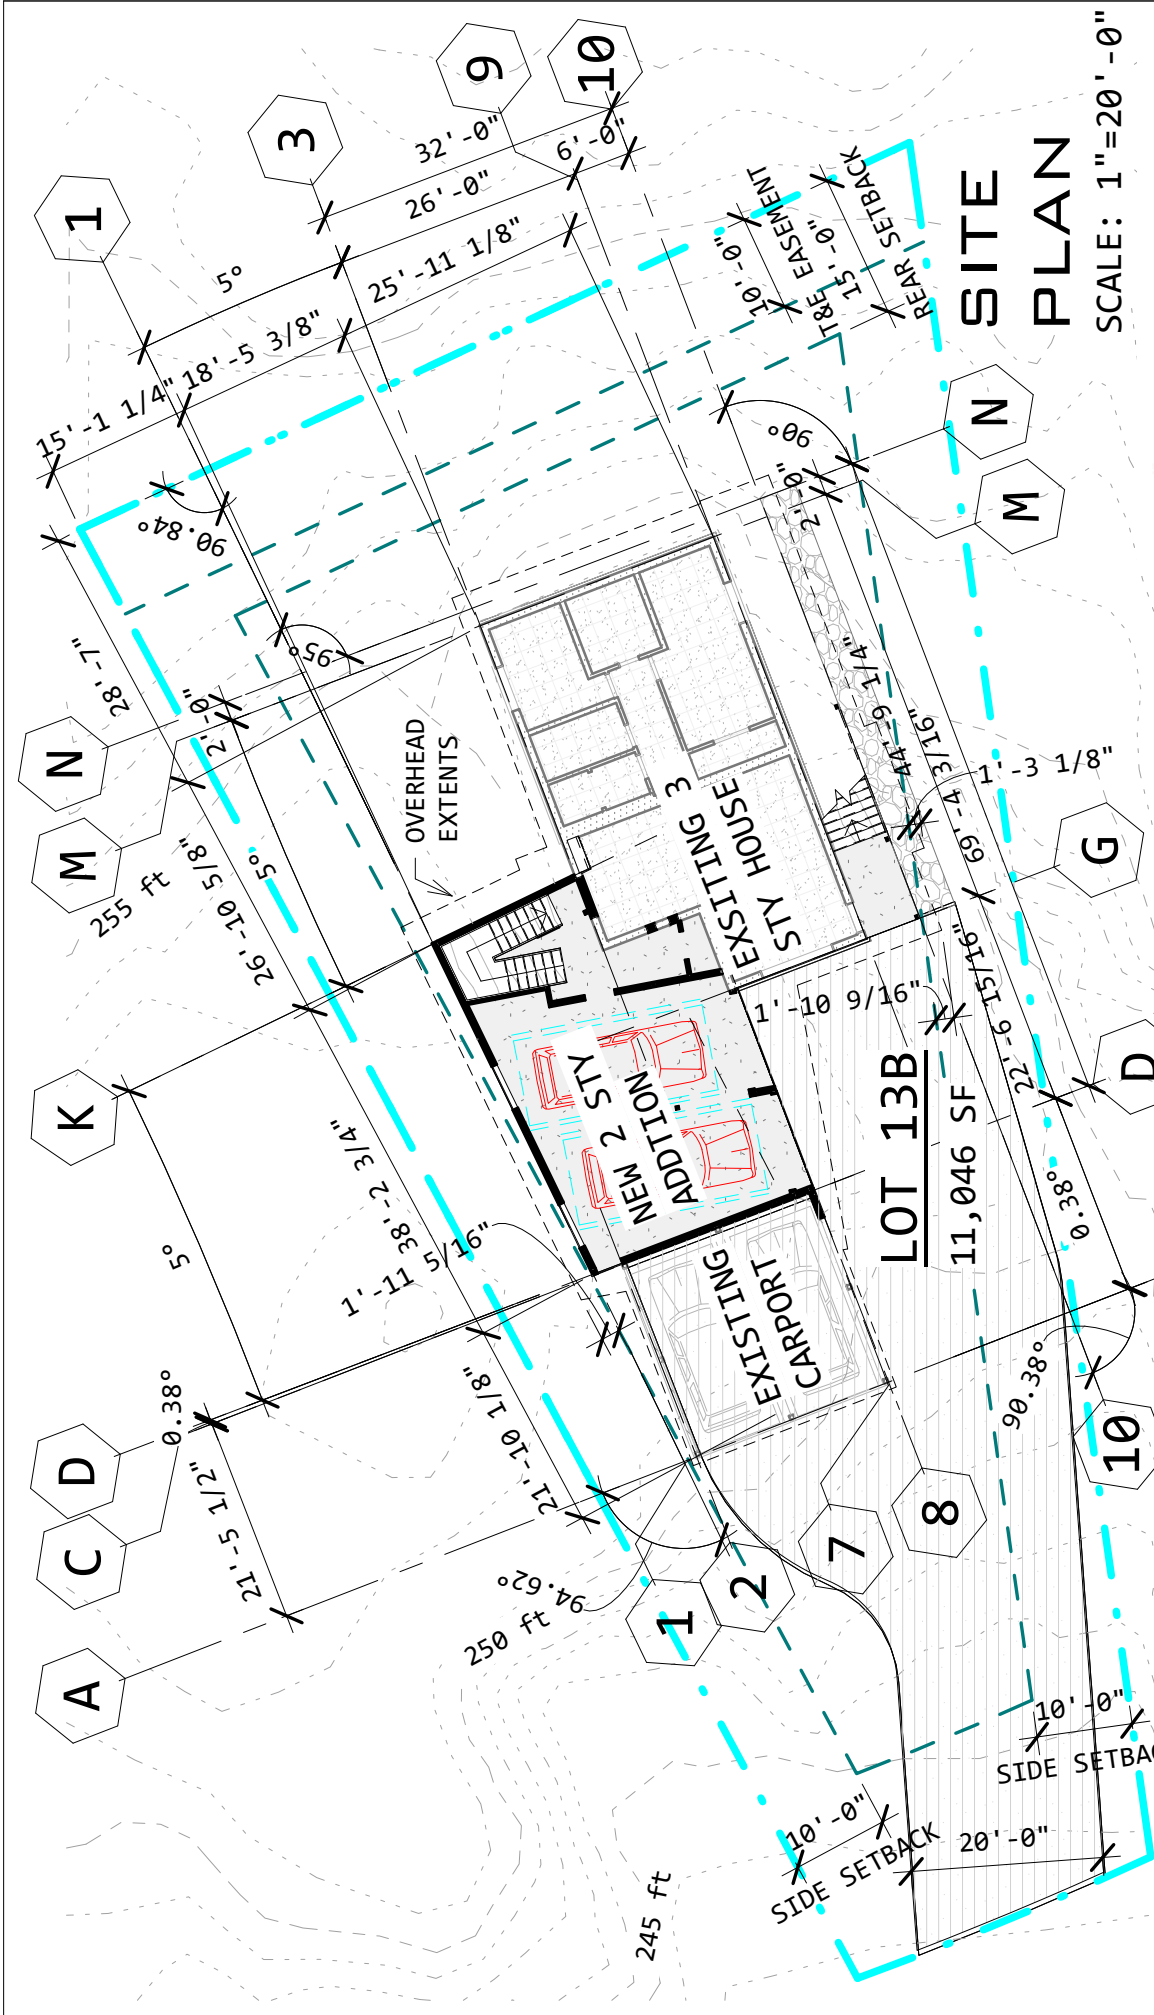 1
3
9
10
32'-0"
6'-0"
26'-0"
5°
25'-11 1/8"
15'-1 1/4"
18'-5 3/8"
10'-0"
T&E EASEMENT
15'-0"
REAR SETBACK
SITE
PLAN
SCALE: 1"=20'-0"
90.84°
90°
N
M
2'-0"
28'-7"
95°
N
M
2'-0"
255 ft
26'-10 5/8"
5°
OVERHEAD
EXTENTS
EXSITING 3
STY HOUSE
44'-9 1/4"
69'-4 3/16"
1'-3 1/8"
G
K
38'-2 3/4"
NEW 2 STY
ADDTION
1'-10 9/16"
22'-6 15/16"
D
LOT 13B
11,046 SF
5°
1'-11 5/16"
0.38°
EXISTING
CARPORT
D
C
0.38°
21'-5 1/2"
21'-10 1/8"
90.38°
10
A
94.62°
250 ft
1
2
7
8
10'-0"
SIDE SETBACK
10'-0"
SIDE SETBAC
20'-0"
245 ft